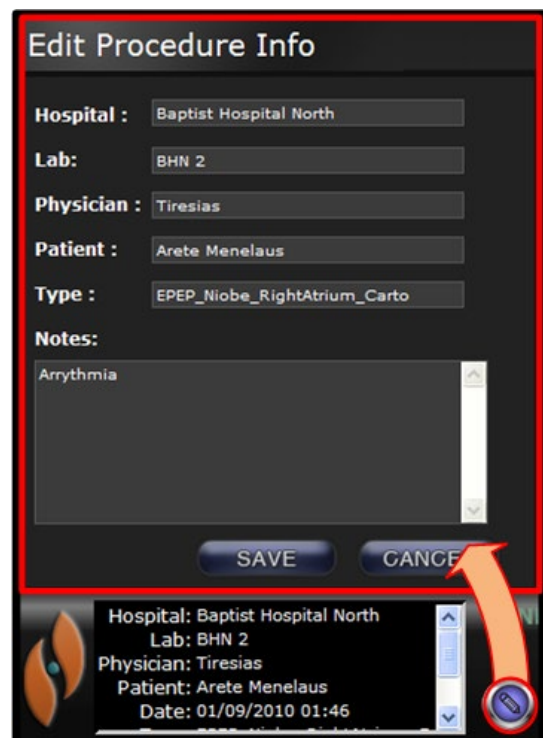 Edit Procedure Info
Hospital : Baptist Hospital North
Lab: BHN 2
Physician : Tiresias
Patient : Arete Menelaus
Type : EPEP_Niobe_RightAtrium_Carto
Notes:
Arrythmia
SAVE CANCE
Hospital: Baptist Hospital North
Lab: BHN 2
Physician: Tiresias
Patient: Arete Menelaus
Date: 01/09/2010 01:46